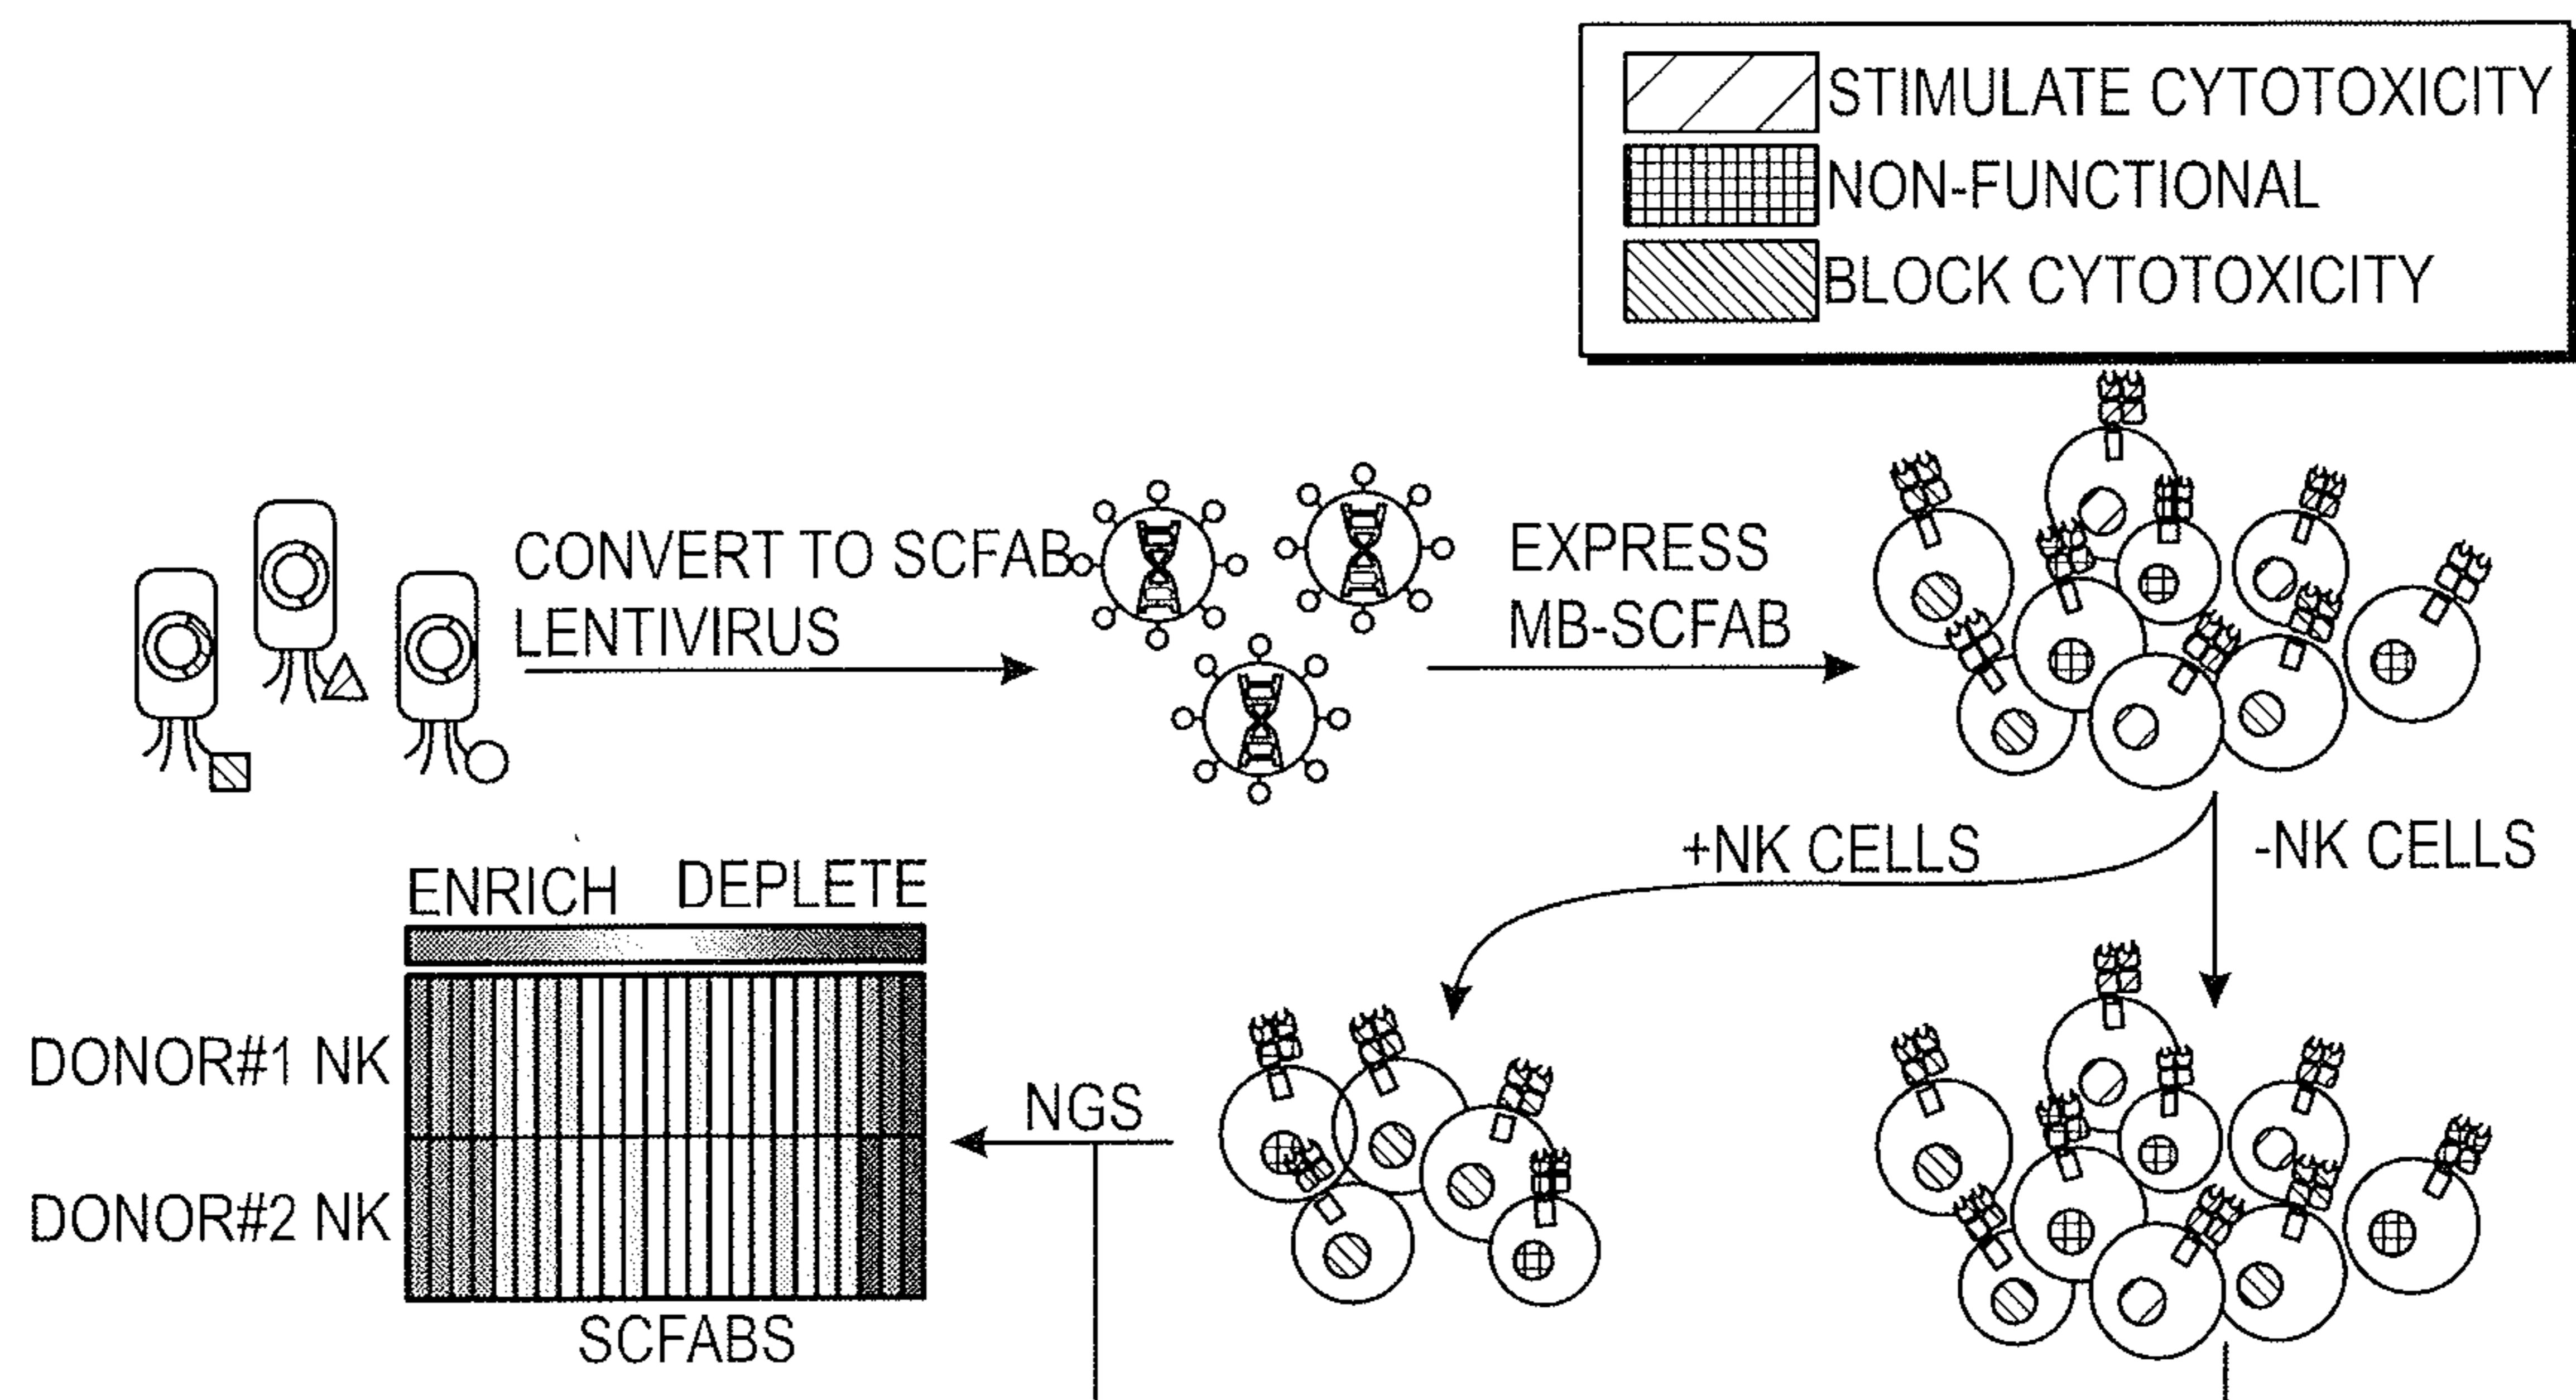 STIMULATE CYTOTOXICITY
NON-FUNCTIONAL
BLOCK CYTOTOXICITY
CONVERT TO SCFAB
LENTIVIRUS
EXPRESS
MB-SCFAB
+NK CELLS
-NK CELLS
ENRICH DEPLETE
DONOR#1 NK
NGS
DONOR#2 NK
SCFABS